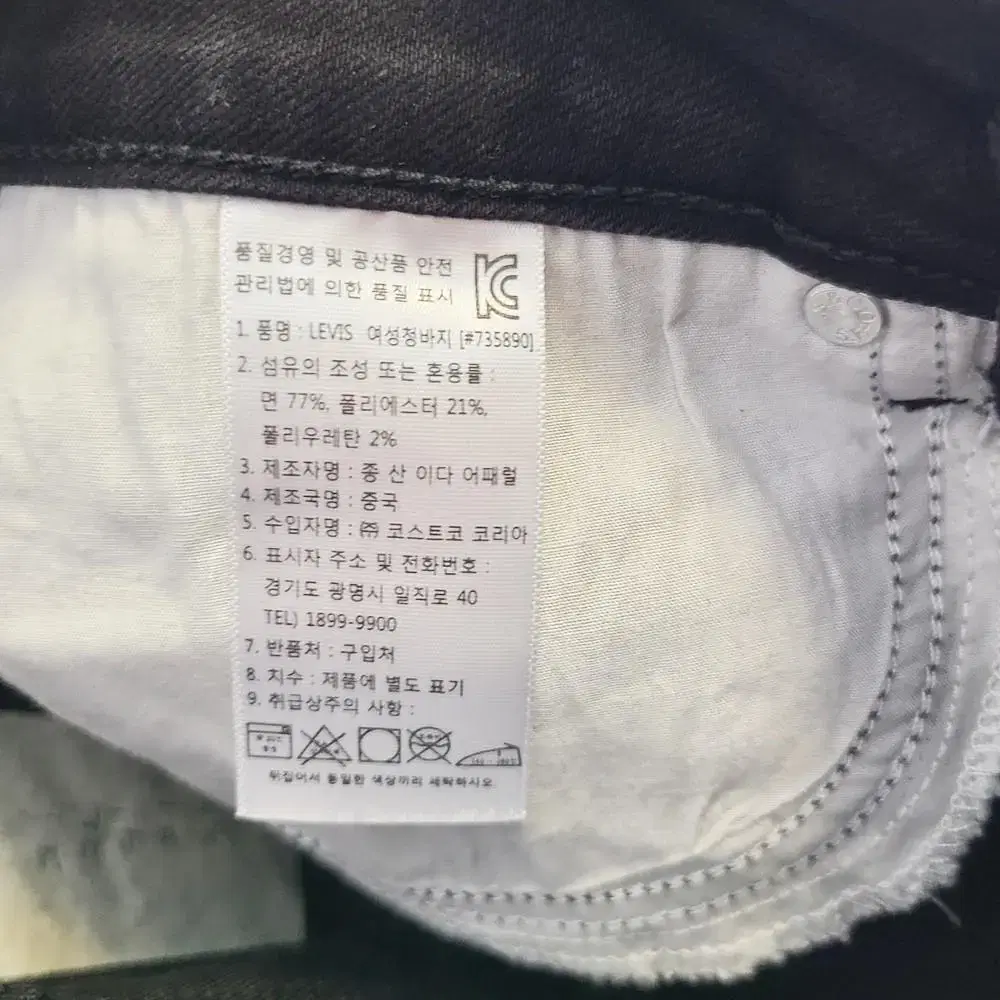 품질경영 및 공산품 안전
관리법에 의한 품질 표시
1. 품명 : LEVIS 여성청바지 [#735890]
2. 섬유의 조성 또는 혼용률 :
면 77%, 폴리에스터 21%,
폴리우레탄 2%
3. 제조자명 : 종 산 이다 어패럴
4. 제조국명 : 중국
5. 수입자명 : ㈜ 코스트코 코리아
6. 표시자 주소 및 전화번호 :
경기도 광명시 일직로 40
TEL) 1899-9900
7. 반품처 : 구입처
8. 치수 : 제품에 별도 표기
9. 취급상주의 사항 :
뒤집어서 동일한 색상끼리 세탁하시오